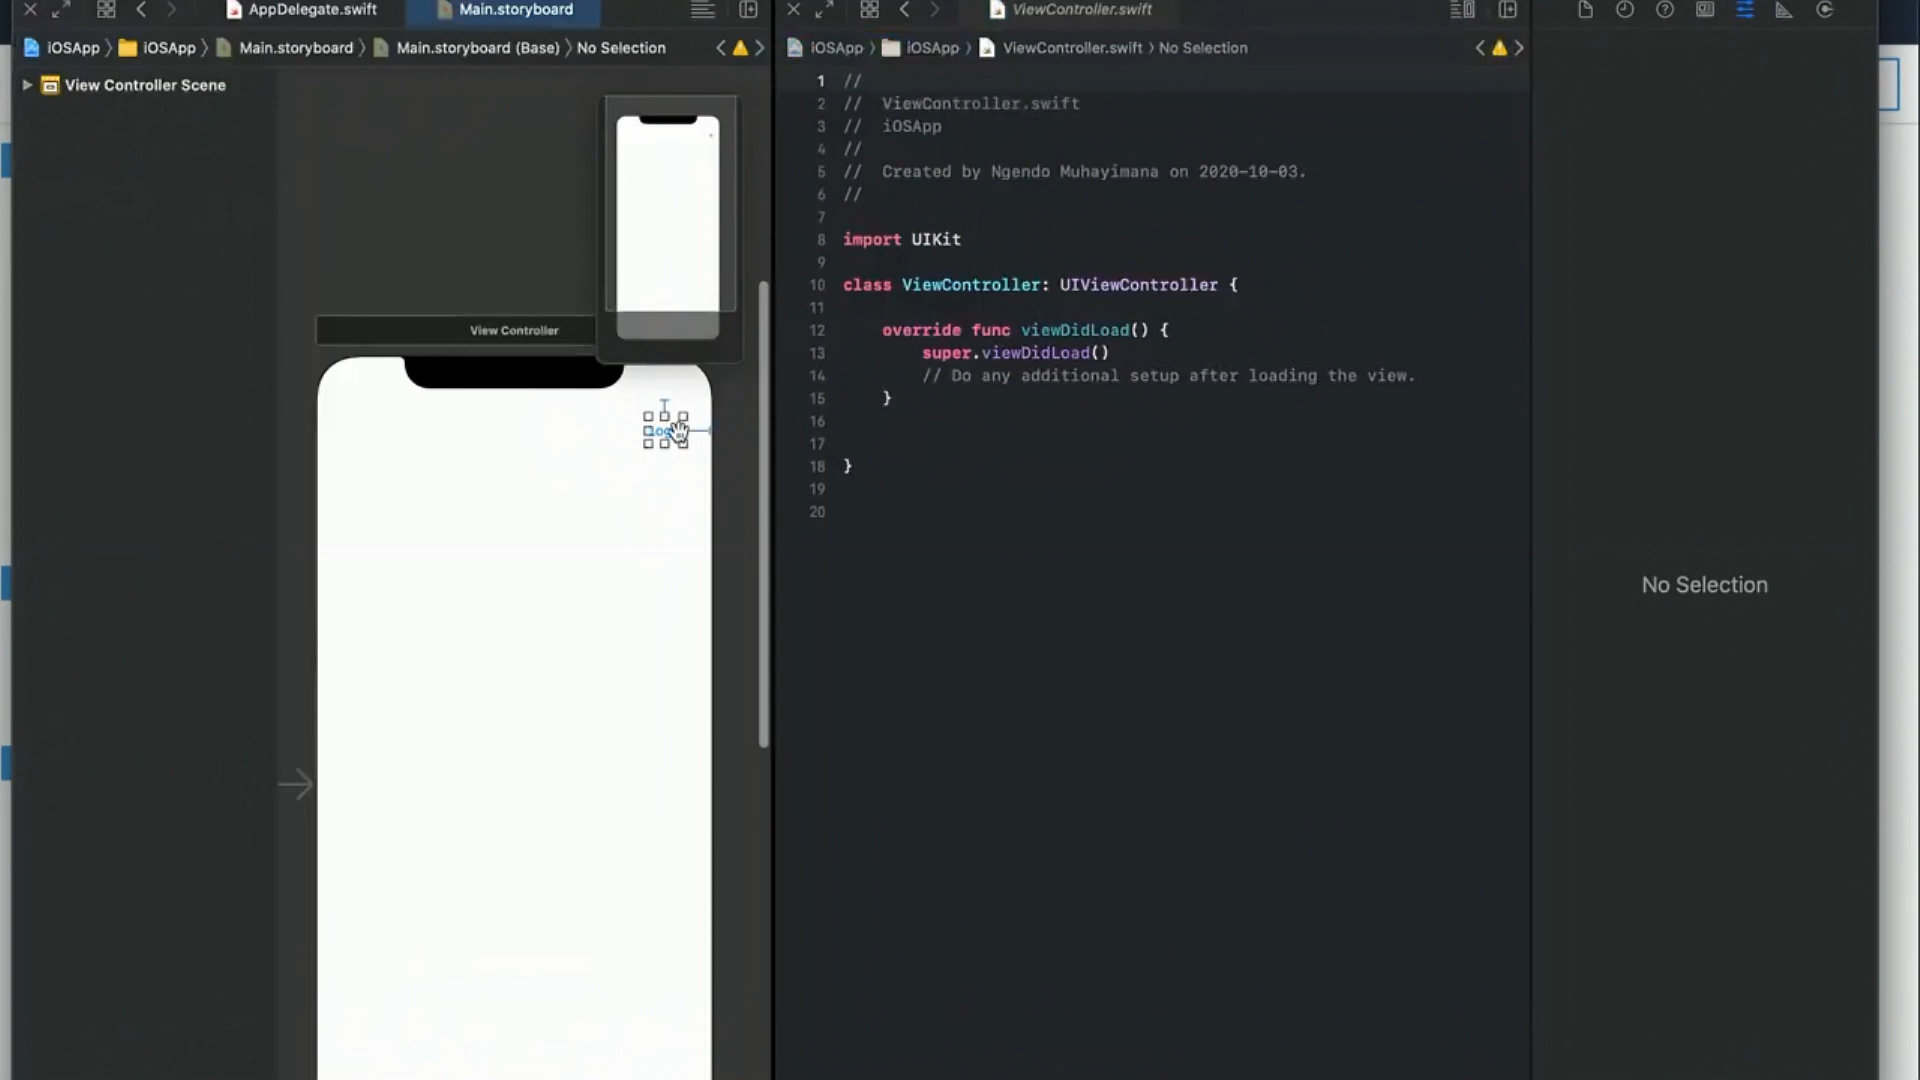 AppDelegate.swift
Main.storyboard
ViewController.swift
iOSApp
iOSApp
Main.storyboard
Main.storyboard (Base)
No Selection
iOSApp
iOSApp
ViewController.swift
No Selection
View Controller Scene
View Controller
1 //
2 // ViewController.swift
3 // iOSApp
4 //
5 // Created by Ngendo Muhayimana on 2020-10-03.
6 //
7
8 import UIKit
9
10 class ViewController: UIViewController {
11
12 override func viewDidLoad() {
13 super.viewDidLoad()
14 // Do any additional setup after loading the view.
15 }
16
17
18 }
19
20
No Selection